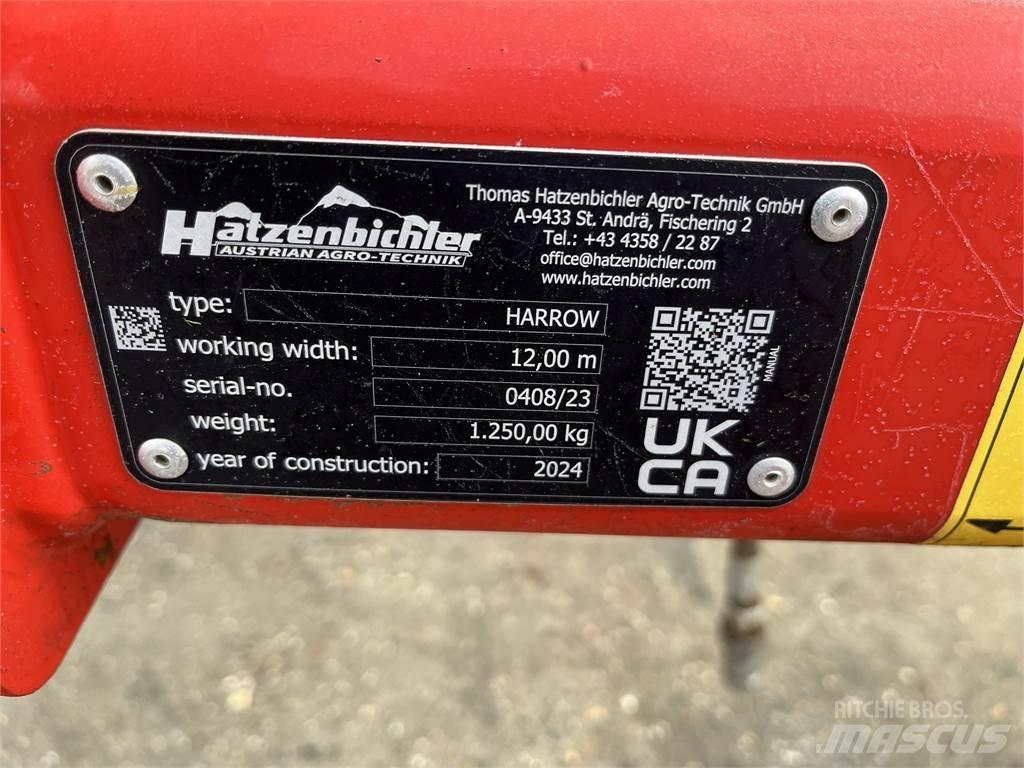 Hatzenbichler
AUSTRIAN AGRO-TECHNIK
Thomas Hatzenbichler Agro-Technik GmbH
A-9433 St. Andrä, Fischering 2
Tel.: +43 4358 / 22 87
office@hatzenbichler.com
www.hatzenbichler.com
type: HARROW
working width: 12,00 m
serial-no. 0408/23
weight: 1.250,00 kg
year of construction: 2024
MANUAL
UK
CA
RITCHIE BROS.
MASCUS